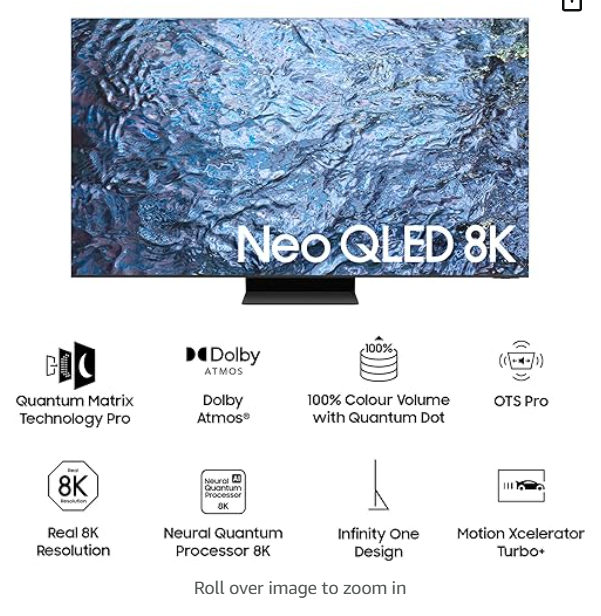 Neo QLED 8K
100%
Dolby
ATMOS
Quantum Matrix
Technology Pro
Dolby
Atmos®
100% Colour Volume
with Quantum Dot
OTS Pro
Real
8K
Resolution
Neural AI
Quantum
Processor
8K
Real 8K
Resolution
Neural Quantum
Processor 8K
Infinity One
Design
Motion Xcelerator
Turbo+
Roll over image to zoom in